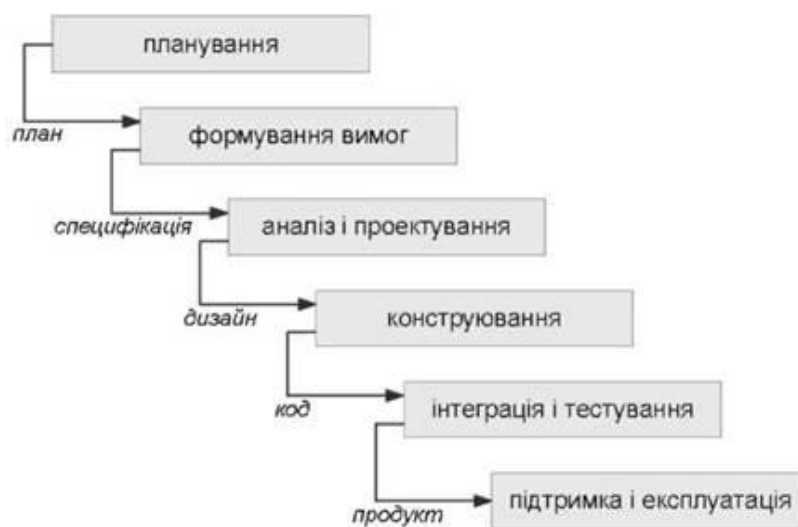 планування
план
формування вимог
специфікація
аналіз і проектування
дизайн
конструювання
код
інтеграція і тестування
продукт
підтримка і експлуатація